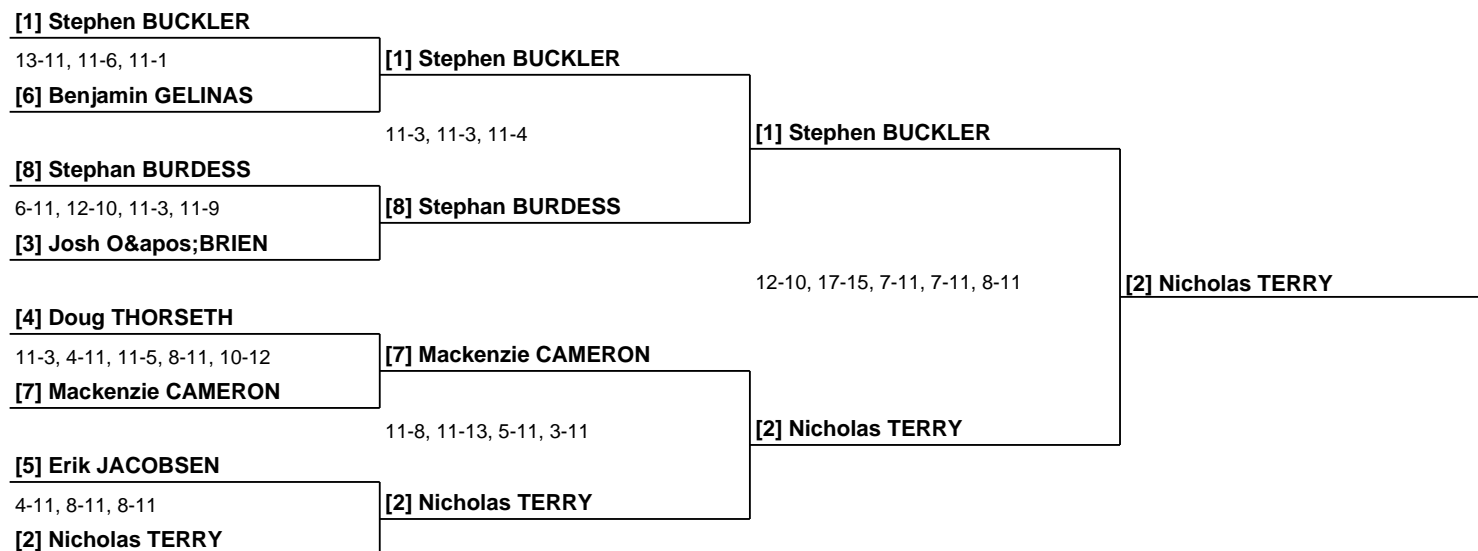 [1] Stephen BUCKLER
13-11, 11-6, 11-1
[6] Benjamin GELINAS
[1] Stephen BUCKLER
11-3, 11-3, 11-4
[8] Stephan BURDESS
6-11, 12-10, 11-3, 11-9
[3] Josh O&apos;BRIEN
[8] Stephan BURDESS
[1] Stephen BUCKLER
12-10, 17-15, 7-11, 7-11, 8-11
[2] Nicholas TERRY
[4] Doug THORSETH
11-3, 4-11, 11-5, 8-11, 10-12
[7] Mackenzie CAMERON
[7] Mackenzie CAMERON
11-8, 11-13, 5-11, 3-11
[2] Nicholas TERRY
[5] Erik JACOBSEN
4-11, 8-11, 8-11
[2] Nicholas TERRY
[2] Nicholas TERRY